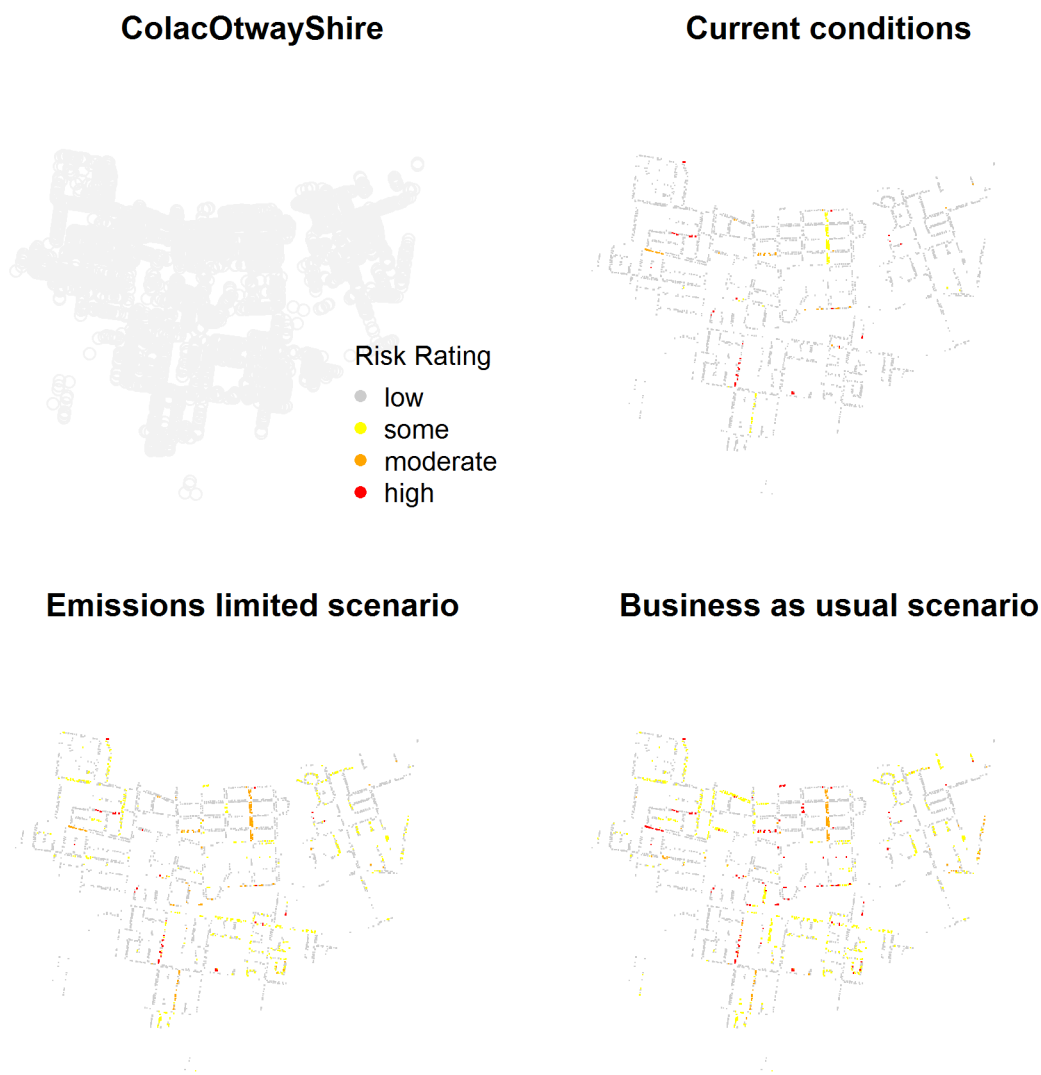 ColacOtwayShire
Current conditions
Risk Rating
low
some
moderate
high
Emissions limited scenario
Business as usual scenario